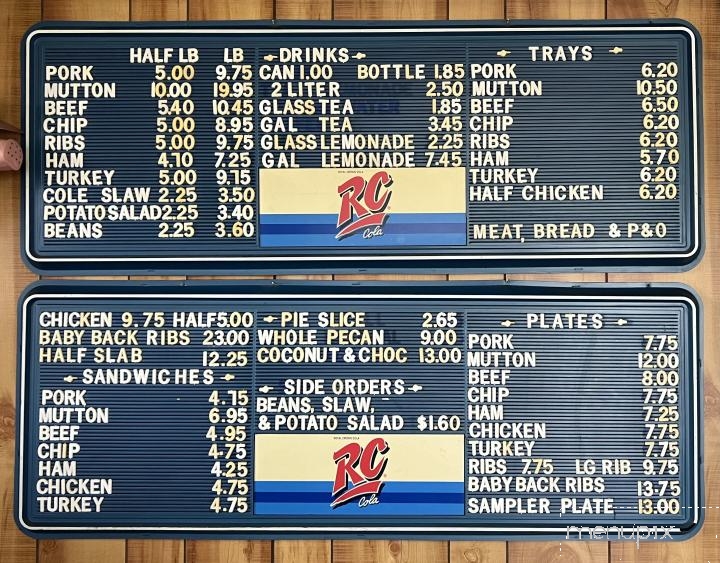 HALF LB LB
PORK 5.00 9.75
MUTTON 10.00 19.95
BEEF 5.40 10.45
CHIP 5.00 8.95
RIBS 5.00 9.75
HAM 4.10 7.25
TURKEY 5.00 9.15
COLE SLAW 2.25 3.50
POTATO SALAD 2.25 3.40
BEANS 2.25 3.60
DRINKS
CAN 1.00 BOTTLE 1.85
2 LITER 2.50
GLASS TEA 1.85
GAL TEA 3.45
GLASS LEMONADE 2.25
GAL LEMONADE 7.45
ROYAL CROWN COLA
RC
Cola
TRAYS
PORK 6.20
MUTTON 10.50
BEEF 6.50
CHIP 6.20
RIBS 6.20
HAM 5.70
TURKEY 6.20
HALF CHICKEN 6.20
MEAT, BREAD & P&O
CHICKEN 9.75 HALF 5.00
BABY BACK RIBS 23.00
HALF SLAB 12.25
SANDWICHES
PORK 4.15
MUTTON 6.95
BEEF 4.95
CHIP 4.75
HAM 4.25
CHICKEN 4.75
TURKEY 4.75
PIE SLICE 2.65
WHOLE PECAN 9.00
COCONUT & CHOC 13.00
SIDE ORDERS
BEANS, SLAW,
& POTATO SALAD $1.60
ROYAL CROWN COLA
RC
Cola
PLATES
PORK 7.75
MUTTON 12.00
BEEF 8.00
CHIP 7.75
HAM 7.25
CHICKEN 7.75
TURKEY 7.75
RIBS 7.75 LG RIB 9.75
BABY BACK RIBS 13.75
SAMPLER PLATE 13.00
menupix